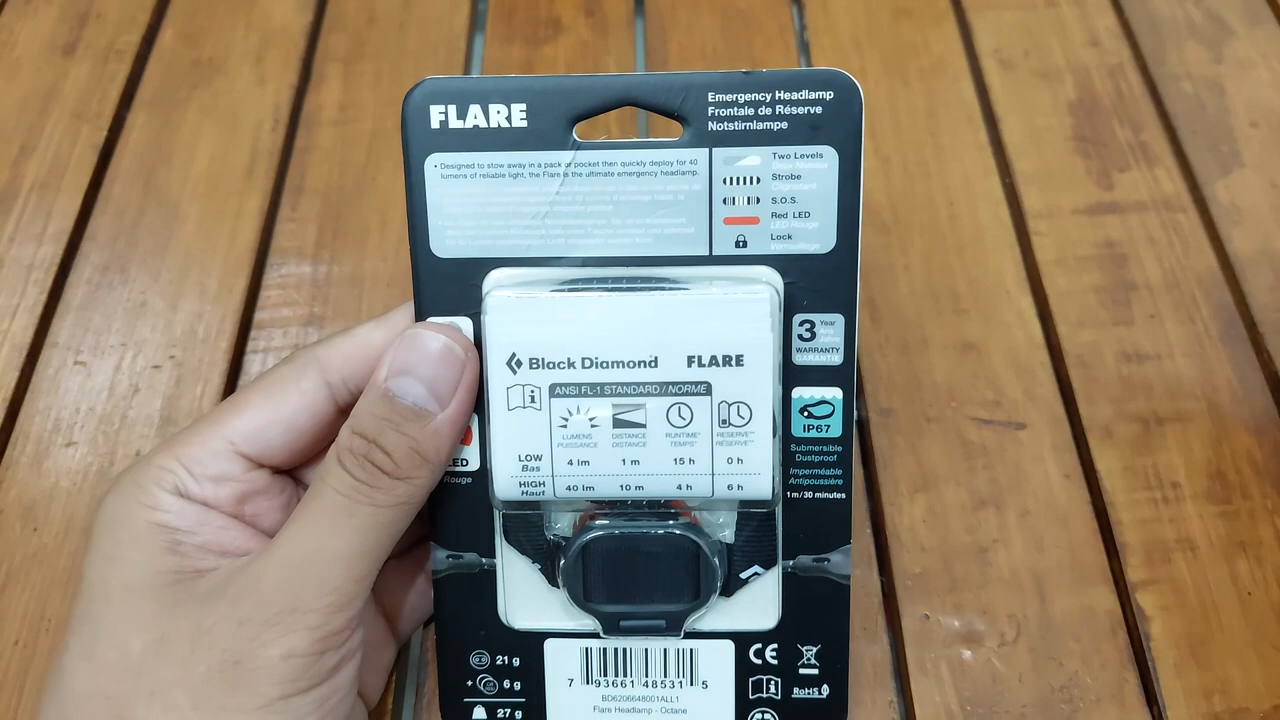 FLARE
Emergency Headlamp
Frontale de Réserve
Notstirnlampe
• Designed to stow away in a pack or pocket then quickly deploy for 40
lumens of reliable light, the Flare is the ultimate emergency headlamp.
Two Levels
Strobe
Clignotant
S.O.S.
Red LED
LED Rouge
Lock
Verrouillage
3 Year
Ans
Jahre
WARRANTY
GARANTIE
Black Diamond FLARE
ANSI FL-1 STANDARD / NORME
LUMENS DISTANCE RUNTIME* RESERVE**
PUISSANCE DISTANCE TEMPS* RÉSERVE**
LOW 4 lm 1 m 15 h 0 h
Bas
HIGH 40 lm 10 m 4 h 6 h
Haut
IP67
Submersible
Dustproof
Imperméable
Antipoussière
1 m / 30 minutes
LED
Rouge
21 g
+ 6 g
27 g
7 93661 48531 5
BD6206648001ALL1
Flare Headlamp - Octane
CE
RoHS